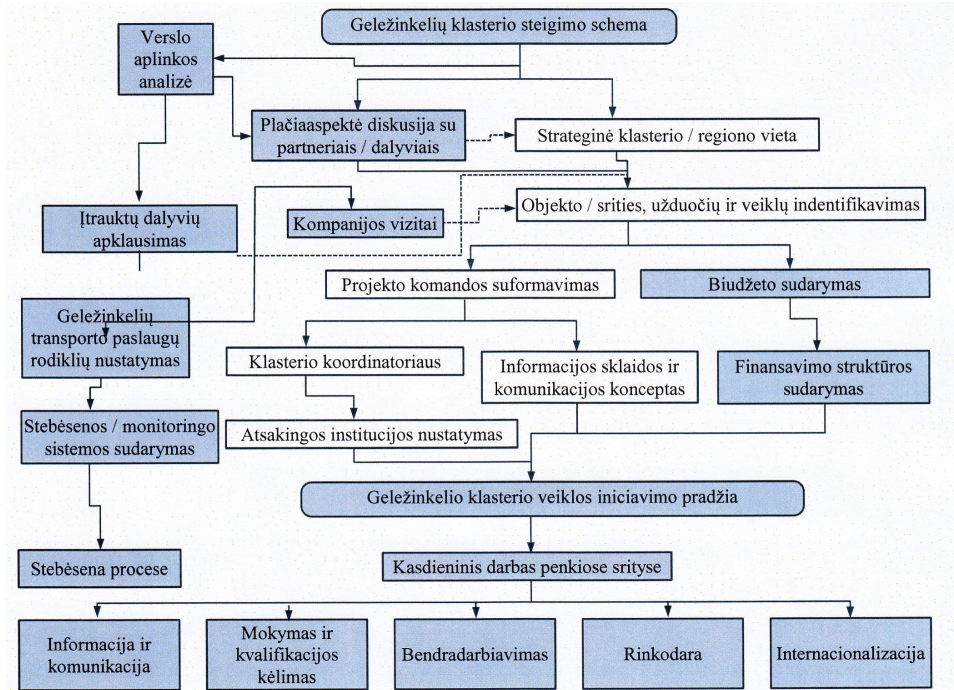 Geležinkelių klasterio steigimo schema
Verslo
aplinkos
analizė
Plačiaaspektė diskusija su
partneriais / dalyviais
Strateginė klasterio / regiono vieta
Įtrauktų dalyvių
apklausimas
Kompanijos vizitai
Objekto / srities, užduočių ir veiklų indentifikavimas
Projekto komandos suformavimas
Biudžeto sudarymas
Geležinkelių
transporto paslaugų
rodiklių nustatymas
Klasterio koordinatoriaus
Informacijos sklaidos ir
komunikacijos konceptas
Finansavimo struktūros
sudarymas
Stebėsenos / monitoringo
sistemos sudarymas
Atsakingos institucijos nustatymas
Geležinkelio klasterio veiklos iniciavimo pradžia
Stebėsena procese
Kasdieninis darbas penkiose srityse
Informacija ir
komunikacija
Mokymas ir
kvalifikacijos
kėlimas
Bendradarbiavimas
Rinkodara
Internacionalizacija